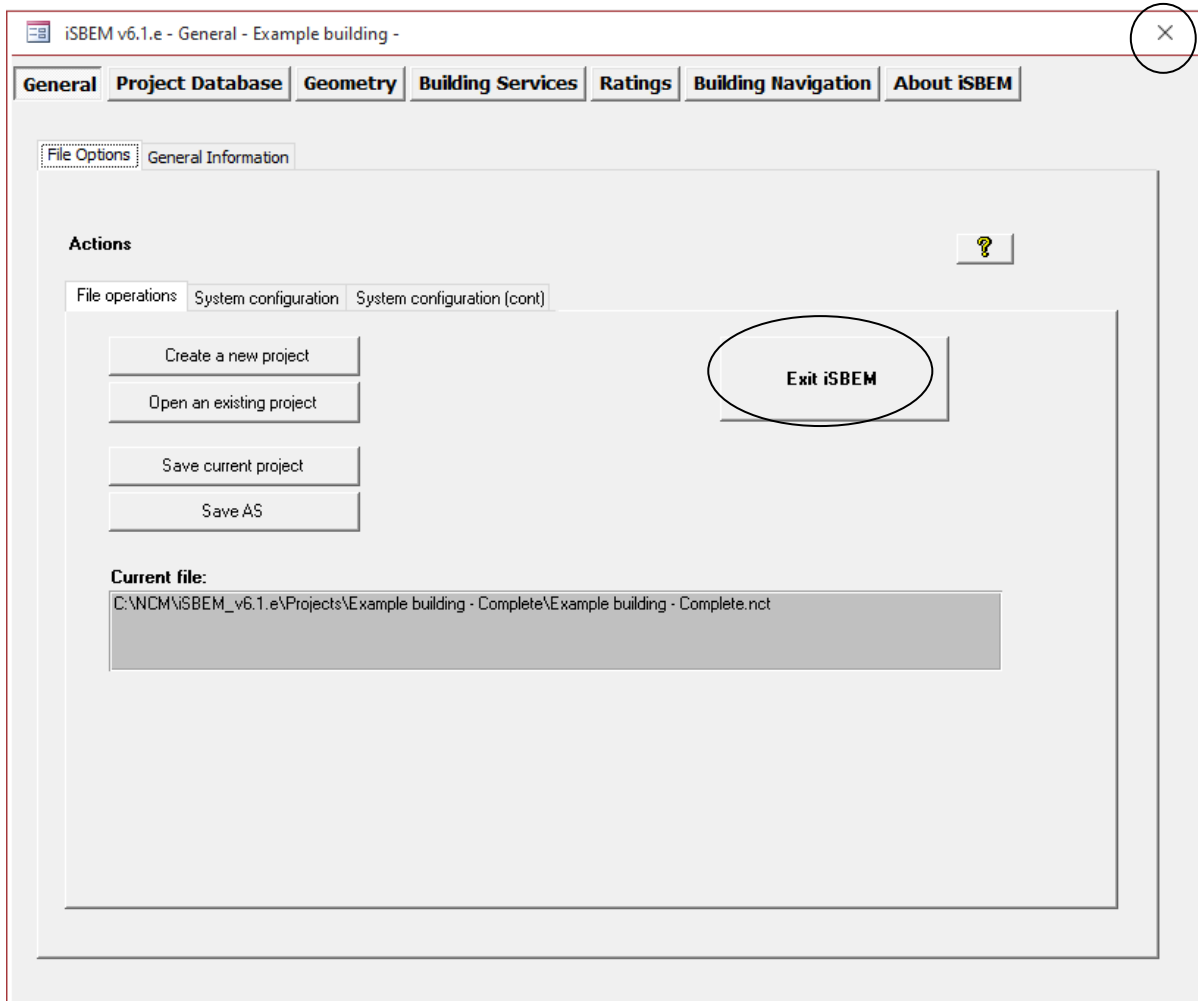 iSBEM v6.1.e - General - Example building -
General Project Database Geometry Building Services Ratings Building Navigation About iSBEM
File Options General Information
Actions
?
File operations System configuration System configuration (cont)
Create a new project
Exit iSBEM
Open an existing project
Save current project
Save AS
Current file:
C:\NCM\iSBEM_v6.1.e\Projects\Example building - Complete\Example building - Complete.nct